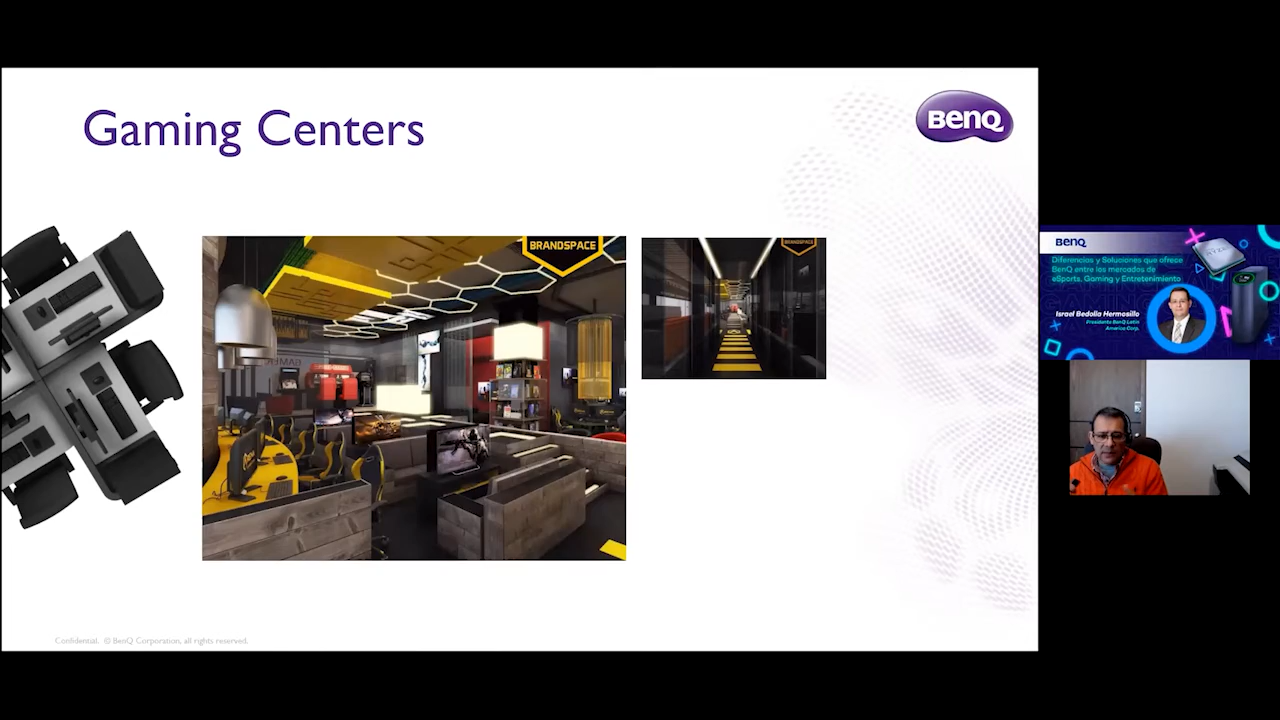 Gaming Centers
BenQ
BRANDSPACE
BRANDSPACE
Confidential. © BenQ Corporation, all rights reserved.
BenQ
Diferencias y Soluciones que ofrece
BenQ entre los mercados de
eSports, Gaming y Entretenimiento
Israel Bedolla Hermosillo
Presidente BenQ Latin
America Corp.
RYZEN